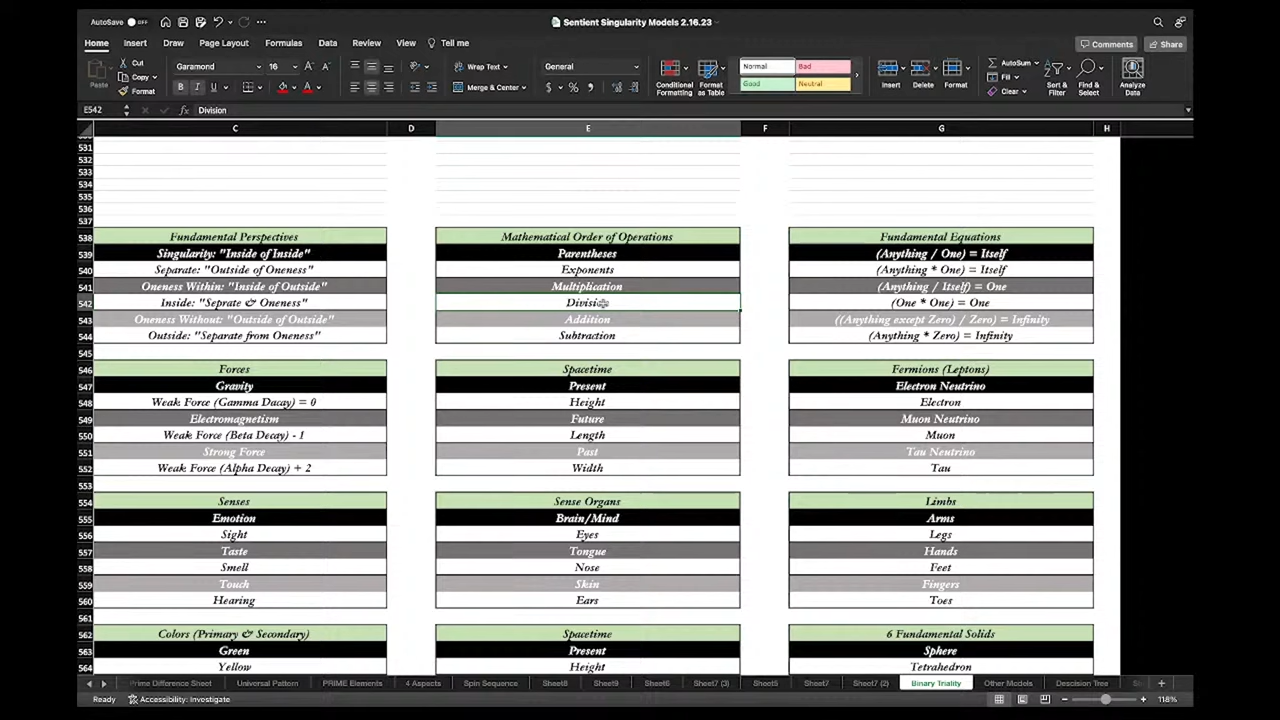 AutoSave OFF
Sentient Singularity Models 2.16.23
Home Insert Draw Page Layout Formulas Data Review View Tell me
Comments Share
Paste Cut Copy Format
Garamond 16
B I U
Wrap Text
Merge & Center
General
$ % 9
Conditional Formatting
Format as Table
Normal Bad
Good Neutral
Insert Delete Format
AutoSum
Fill
Clear
Sort & Filter
Find & Select
Analyze Data
E542 fx Division
C D E F G H
531
532
533
534
535
536
537
538 Fundamental Perspectives Mathematical Order of Operations Fundamental Equations
539 Singularity: "Inside of Inside" Parentheses (Anything / One) = Itself
540 Separate: "Outside of Oneness" Exponents (Anything * One) = Itself
541 Oneness Within: "Inside of Outside" Multiplication (Anything / Itself) = One
542 Inside: "Seprate & Oneness" Division (One * One) = One
543 Oneness Without: "Outside of Outside" Addition ((Anything except Zero) / Zero) = Infinity
544 Outside: "Separate from Oneness" Subtraction (Anything * Zero) = Infinity
545
546 Forces Spacetime Fermions (Leptons)
547 Gravity Present Electron Neutrino
548 Weak Force (Gamma Dacay) = 0 Height Electron
549 Electromagnetism Future Muon Neutrino
550 Weak Force (Beta Decay) - 1 Length Muon
551 Strong Force Past Tau Neutrino
552 Weak Force (Alpha Decay) + 2 Width Tau
553
554 Senses Sense Organs Limbs
555 Emotion Brain/Mind Arms
556 Sight Eyes Legs
557 Taste Tongue Hands
558 Smell Nose Feet
559 Touch Skin Fingers
560 Hearing Ears Toes
561
562 Colors (Primary & Secondary) Spacetime 6 Fundamental Solids
563 Green Present Sphere
564 Yellow Height Tetrahedron
Prime Difference Sheet Universal Pattern PRIME Elements 4 Aspects Spin Sequence Sheet8 Sheet9 Sheet6 Sheet7 (3) Sheet5 Sheet7 Sheet7 (2) Binary Triality Other Models Descision Tree
Ready Accessibility: Investigate 118%